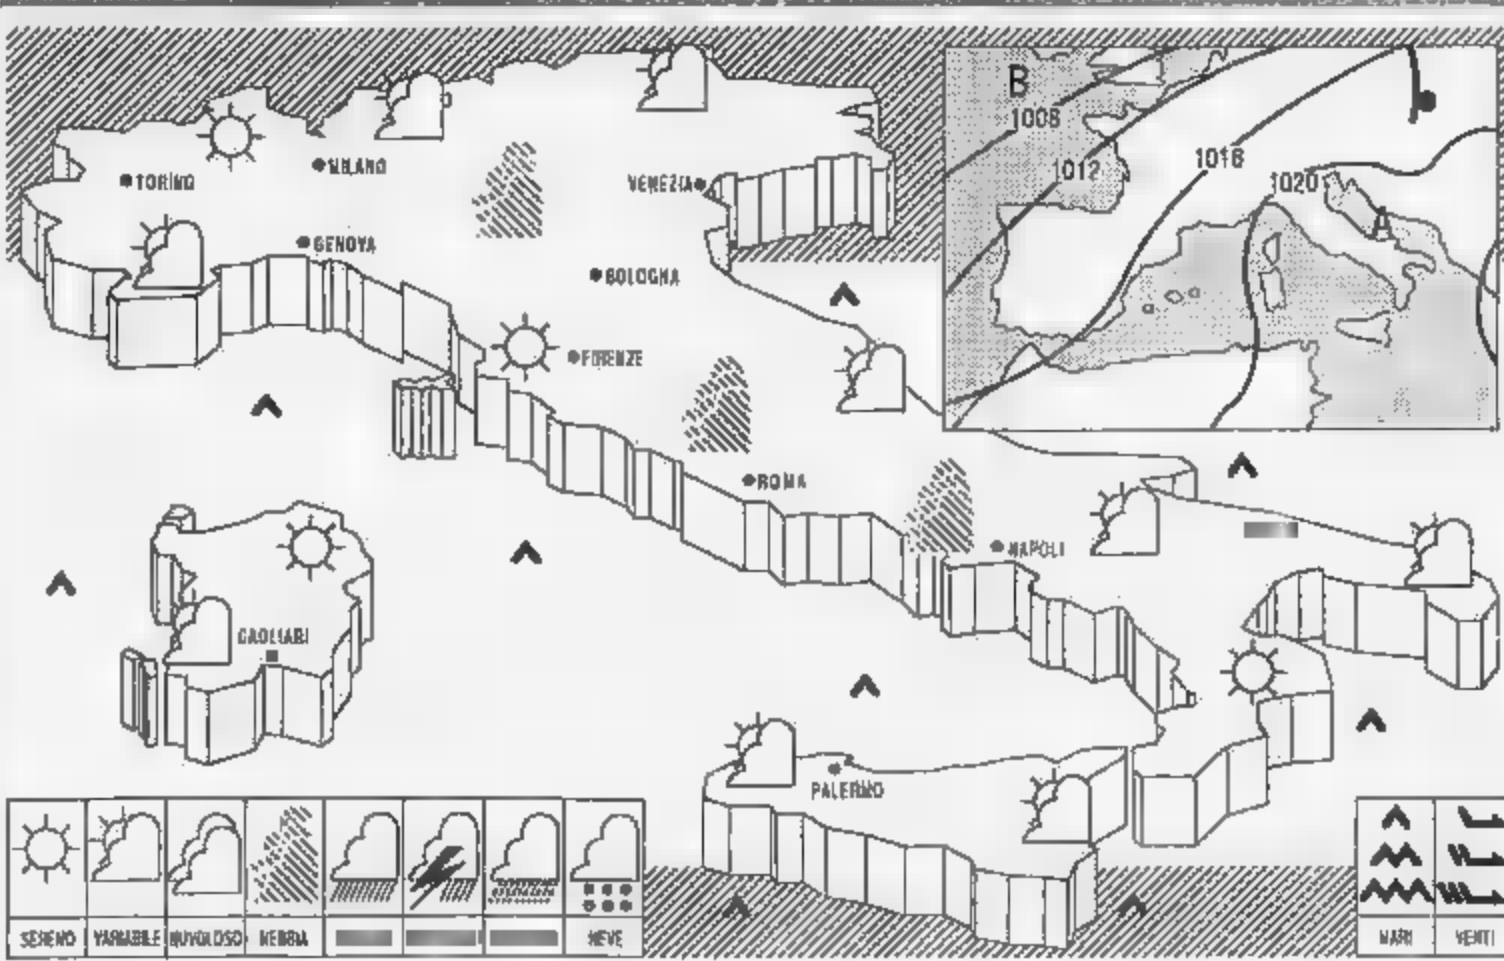 B
1008
1012
1016
1020
A
MILANO
TORINO
VENEZIA
GENOVA
BOLOGNA
FIRENZE
ROMA
NAPOLI
CAGLIARI
PALERMO
SERENO VARIABILE NUVOLOSO NEBBIA NEVE
MARI VENTI